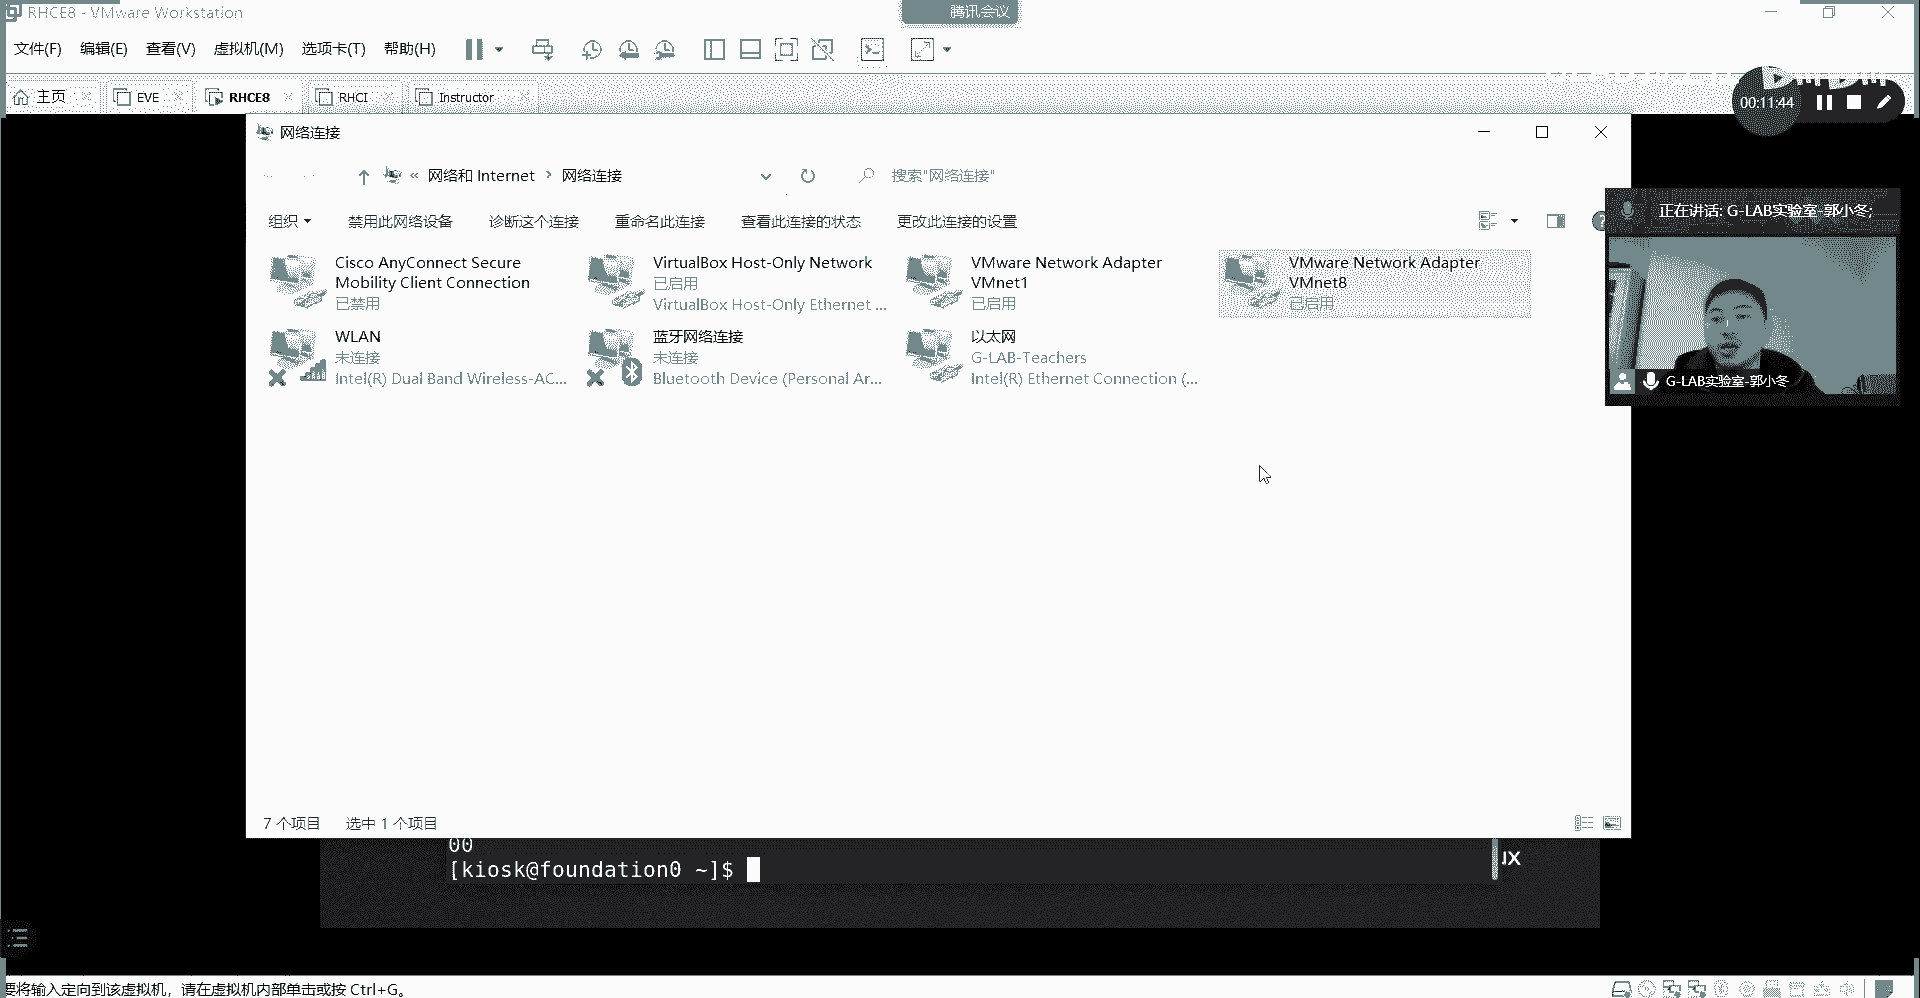 RHCE8 - VMware Workstation
腾讯会议
文件(F) 编辑(E) 查看(V) 虚拟机(M) 选项卡(T) 帮助(H)
主页 EVE RHCE8 RHCI Instructor
00:11:44
网络连接
« 网络和 Internet › 网络连接
搜索"网络连接"
组织 禁用此网络设备 诊断这个连接 重命名此连接 查看此连接的状态 更改此连接的设置
正在讲话: G-LAB实验室-郭小冬;
Cisco AnyConnect Secure
Mobility Client Connection
已禁用
VirtualBox Host-Only Network
已启用
VirtualBox Host-Only Ethernet ...
VMware Network Adapter
VMnet1
已启用
VMware Network Adapter
VMnet8
已启用
WLAN
未连接
Intel(R) Dual Band Wireless-AC...
蓝牙网络连接
未连接
Bluetooth Device (Personal Ar...
以太网
G-LAB-Teachers
Intel(R) Ethernet Connection (...
G-LAB实验室-郭小冬
7 个项目 选中 1 个项目
00
[kiosk@foundation0 ~]$
要将输入定向到该虚拟机，请在虚拟机内部单击或按 Ctrl+G。